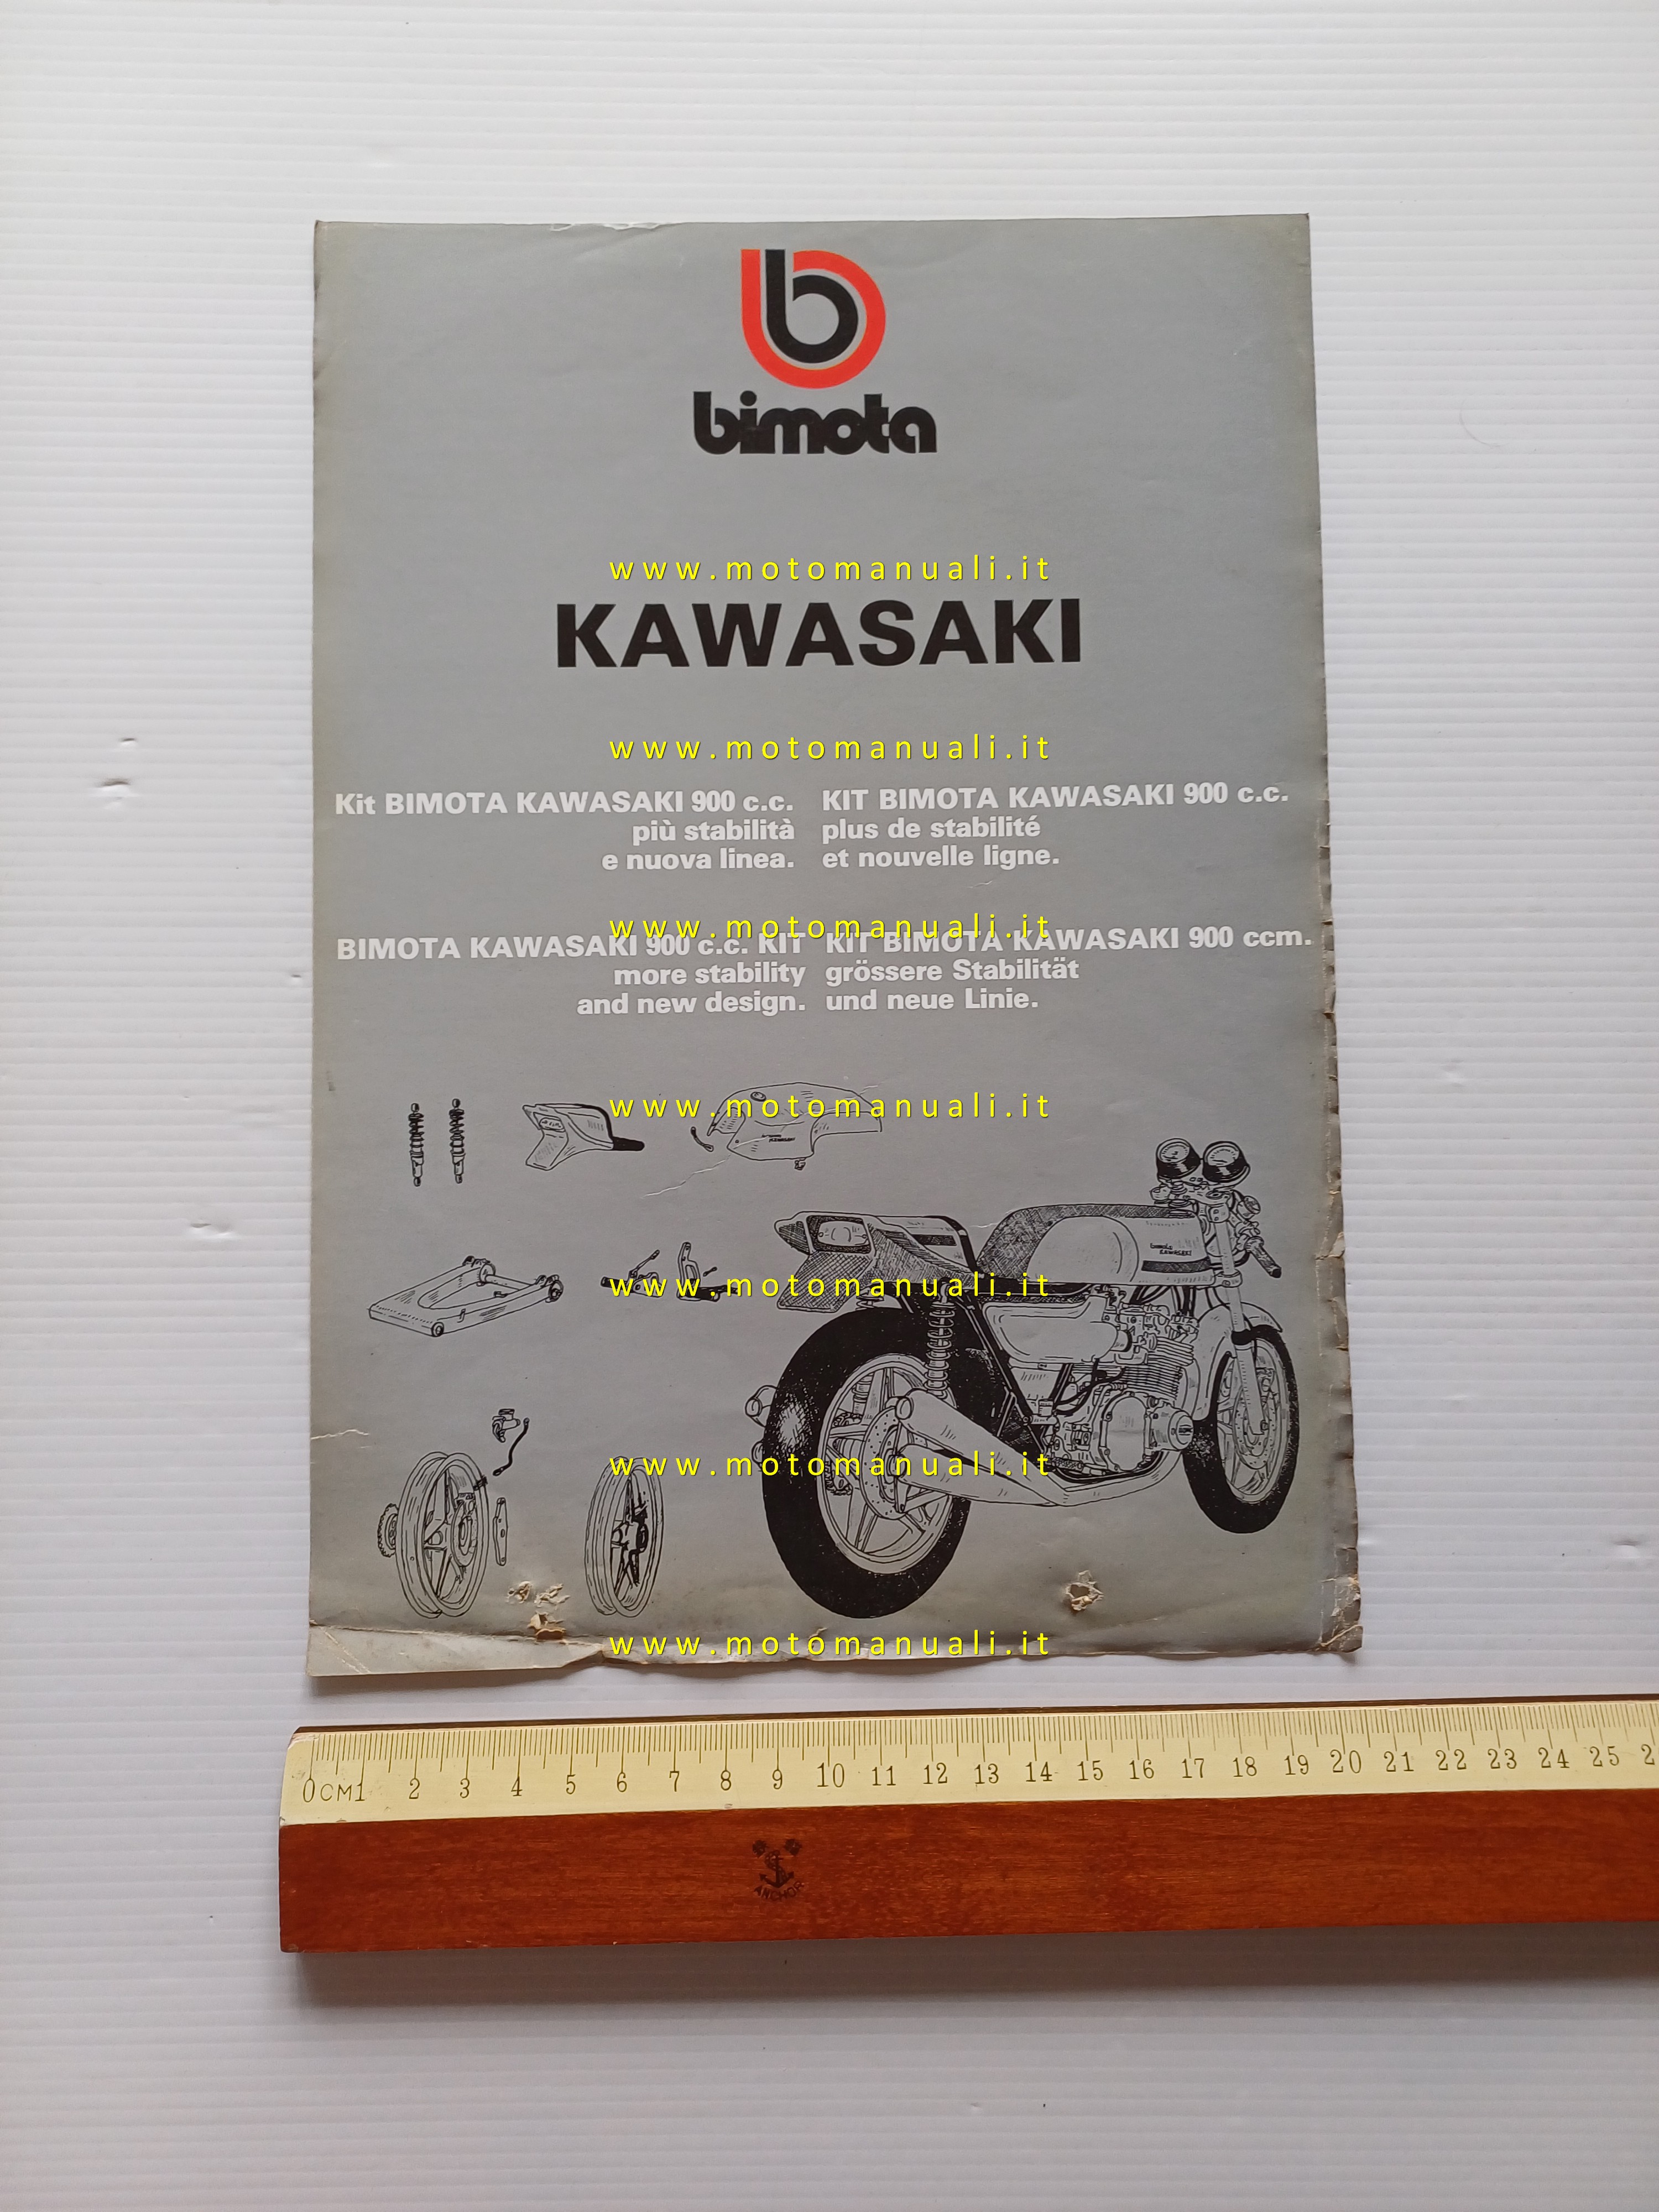 b
bimota
www.motomanuali.it
KAWASAKI
www.motomanuali.it
Kit BIMOTA KAWASAKI 900 c.c.
più stabilità
e nuova linea.
KIT BIMOTA KAWASAKI 900 c.c.
plus de stabilité
et nouvelle ligne.
www.motomanuali.it
BIMOTA KAWASAKI 900 c.c. KIT
more stability
and new design.
KIT BIMOTA KAWASAKI 900 ccm.
grössere Stabilität
und neue Linie.
www.motomanuali.it
bimota
KAWASAKI
www.motomanuali.it
www.motomanuali.it
www.motomanuali.it
0CM1 2 3 4 5 6 7 8 9 10 11 12 13 14 15 16 17 18 19 20 21 22 23 24 25 2
ANCHOR